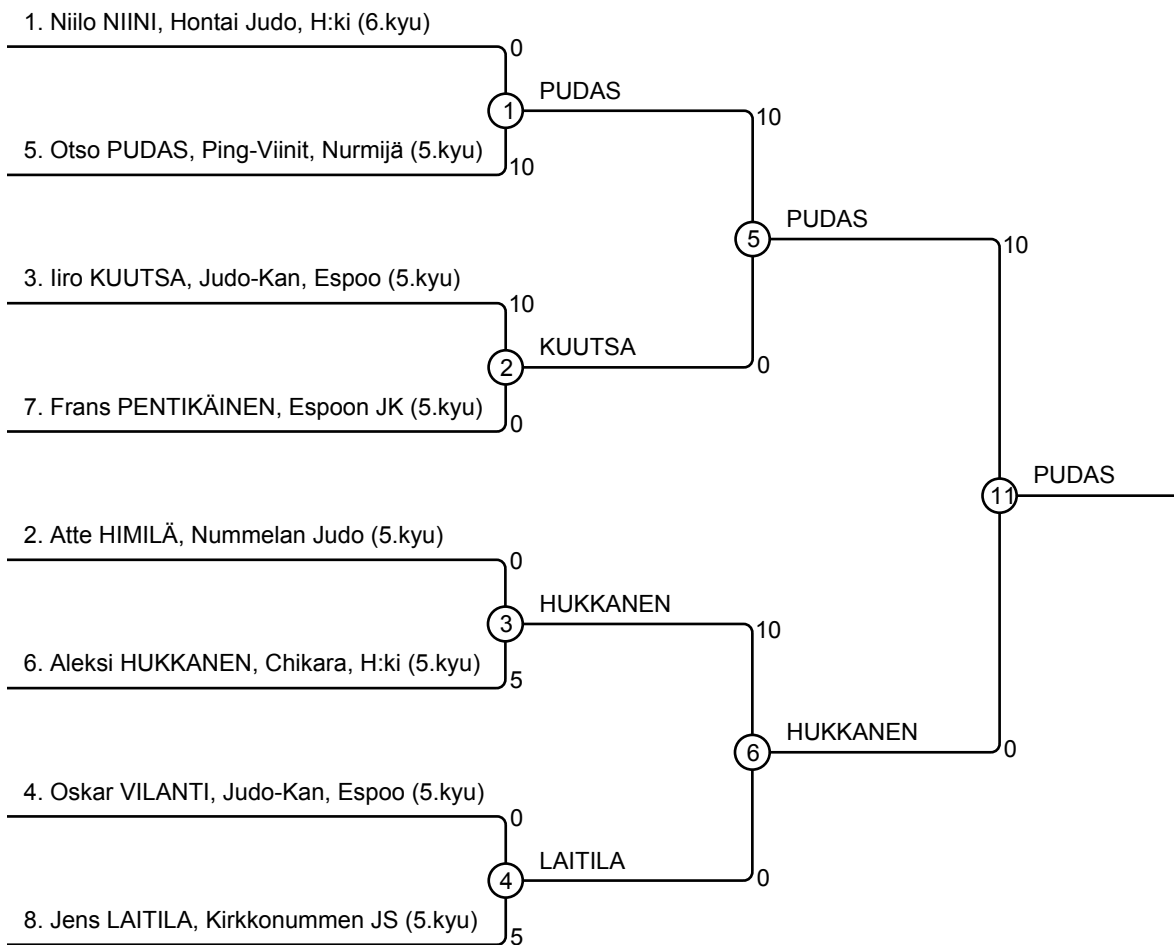 1. Niilo NIINI, Hontai Judo, H:ki (6.kyu)
0
1
PUDAS
10
5. Otso PUDAS, Ping-Viinit, Nurmijä (5.kyu)
10
5
PUDAS
10
3. Iiro KUUTSA, Judo-Kan, Espoo (5.kyu)
10
2
KUUTSA
0
7. Frans PENTIKÄINEN, Espoon JK (5.kyu)
0
11
PUDAS
2. Atte HIMILÄ, Nummelan Judo (5.kyu)
0
3
HUKKANEN
10
6. Aleksi HUKKANEN, Chikara, H:ki (5.kyu)
5
6
HUKKANEN
0
4. Oskar VILANTI, Judo-Kan, Espoo (5.kyu)
0
4
LAITILA
0
8. Jens LAITILA, Kirkkonummen JS (5.kyu)
5